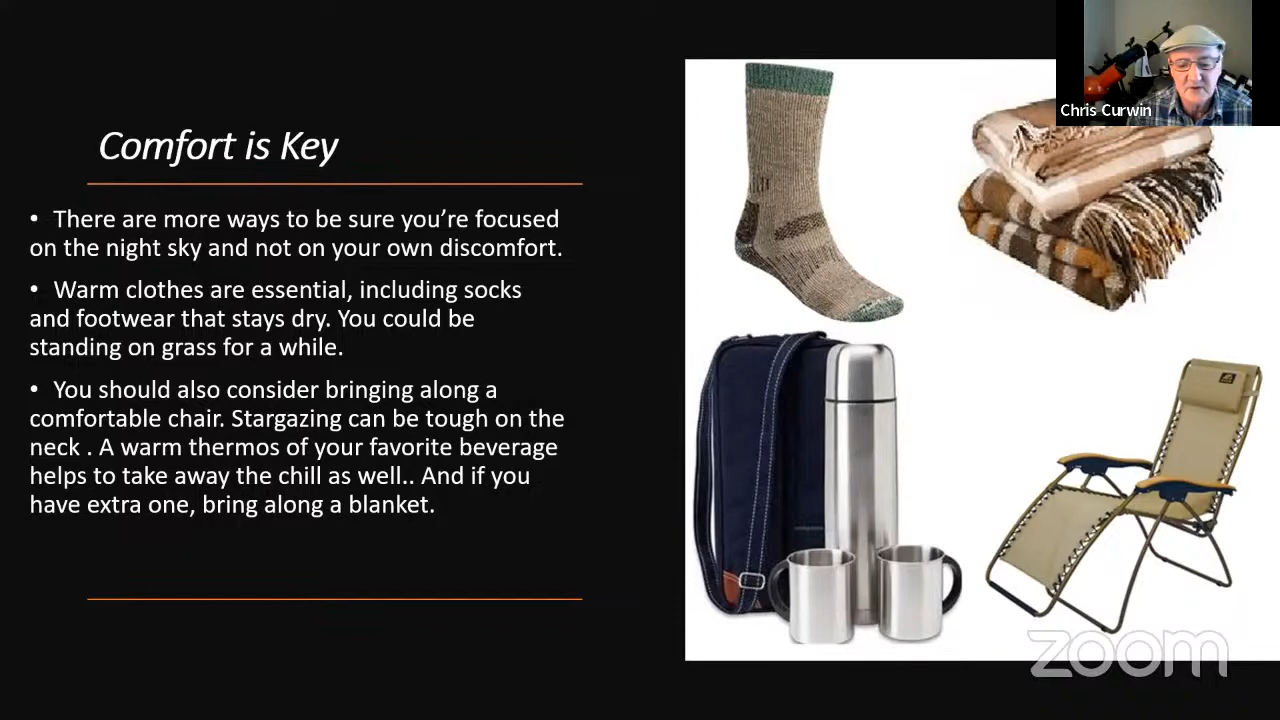 Comfort is Key
• There are more ways to be sure you’re focused
on the night sky and not on your own discomfort.
• Warm clothes are essential, including socks
and footwear that stays dry. You could be
standing on grass for a while.
• You should also consider bringing along a
comfortable chair. Stargazing can be tough on the
neck . A warm thermos of your favorite beverage
helps to take away the chill as well.. And if you
have extra one, bring along a blanket.
Chris Curwin
zoom